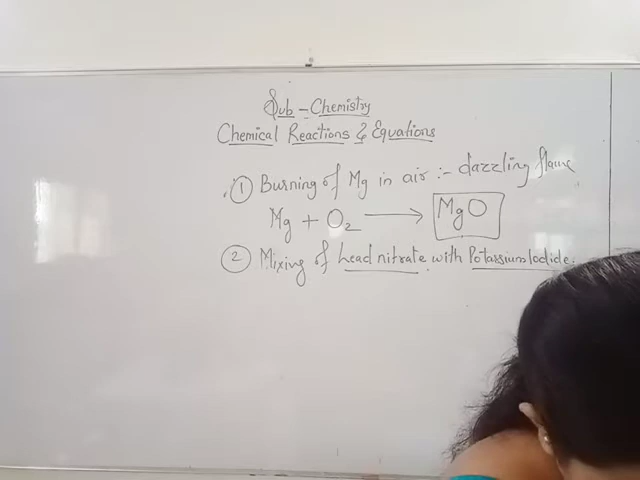 Sub - Chemistry
Chemical Reactions & Equations
① Burning of Mg in air :- dazzling flame
Mg + O₂ → MgO
② Mixing of Lead nitrate with Potassium Iodide.